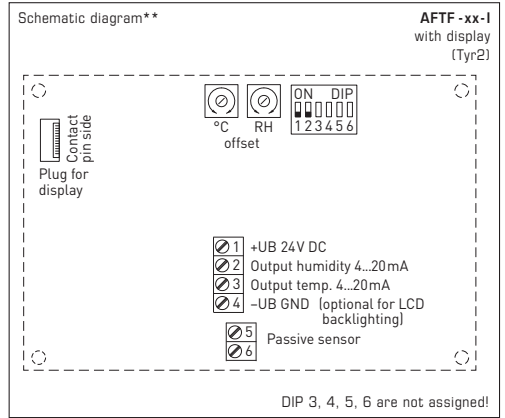 Schematic diagram**
AFTF-xx-I
with display
(Tyr2)
ON DIP
1 2 3 4 5 6
°C RH
offset
Contact
pin side
Plug for
display
1 +UB 24V DC
2 Output humidity 4...20mA
3 Output temp. 4...20mA
4 –UB GND (optional for LCD
backlighting)
5
Passive sensor
6
DIP 3, 4, 5, 6 are not assigned!